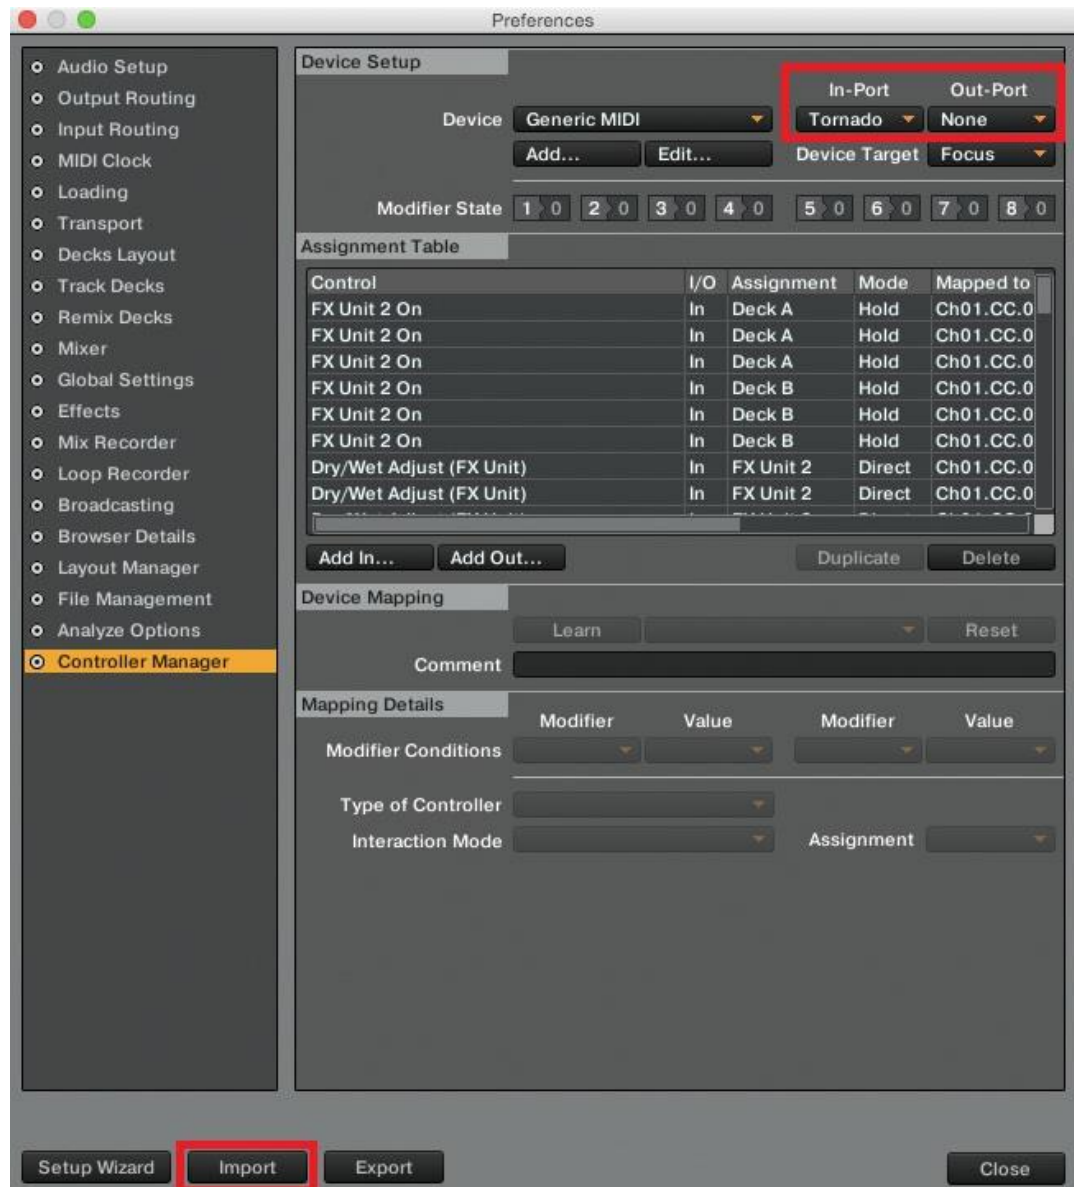 Preferences
Audio Setup
Output Routing
Input Routing
MIDI Clock
Loading
Transport
Decks Layout
Track Decks
Remix Decks
Mixer
Global Settings
Effects
Mix Recorder
Loop Recorder
Broadcasting
Browser Details
Layout Manager
File Management
Analyze Options
Controller Manager
Device Setup
In-Port Out-Port
Device Generic MIDI Tornado None
Add... Edit... Device Target Focus
Modifier State 1 0 2 0 3 0 4 0 5 0 6 0 7 0 8 0
Assignment Table
Control I/O Assignment Mode Mapped to
FX Unit 2 On In Deck A Hold Ch01.CC.0
FX Unit 2 On In Deck A Hold Ch01.CC.0
FX Unit 2 On In Deck A Hold Ch01.CC.0
FX Unit 2 On In Deck B Hold Ch01.CC.0
FX Unit 2 On In Deck B Hold Ch01.CC.0
FX Unit 2 On In Deck B Hold Ch01.CC.0
Dry/Wet Adjust (FX Unit) In FX Unit 2 Direct Ch01.CC.0
Dry/Wet Adjust (FX Unit) In FX Unit 2 Direct Ch01.CC.0
Add In... Add Out... Duplicate Delete
Device Mapping
Learn Reset
Comment
Mapping Details
Modifier Value Modifier Value
Modifier Conditions
Type of Controller
Interaction Mode Assignment
Setup Wizard Import Export Close